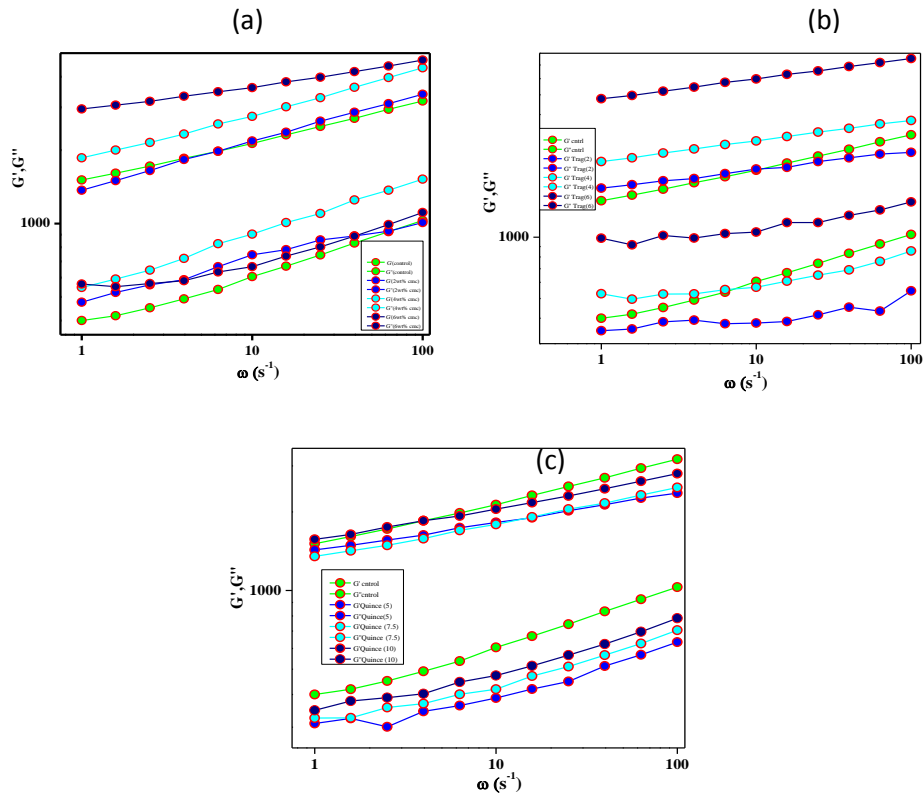 (a)
G',G''
1000
G'(control)
G''(control)
G'(2wt% cmc)
G''(2wt% cmc)
G'(4wt% cmc)
G''(4wt% cmc)
G'(6wt% cmc)
G''(6wt% cmc)
1
10
100
ω (s⁻¹)
(b)
G', G''
1000
G' cntrl
G'' cntrl
G' Trag(2)
G'' Trag(2)
G' Trag(4)
G'' Trag(4)
G' Trag(6)
G'' Trag(6)
1
10
100
ω (s⁻¹)
(c)
G',G''
1000
G' cntrol
G''cntrol
G'Quince (5)
G''Quince(5)
G'Quince (7.5)
G''Quince (7.5)
G'Quince (10)
G''Quince (10)
1
10
100
ω (s⁻¹)